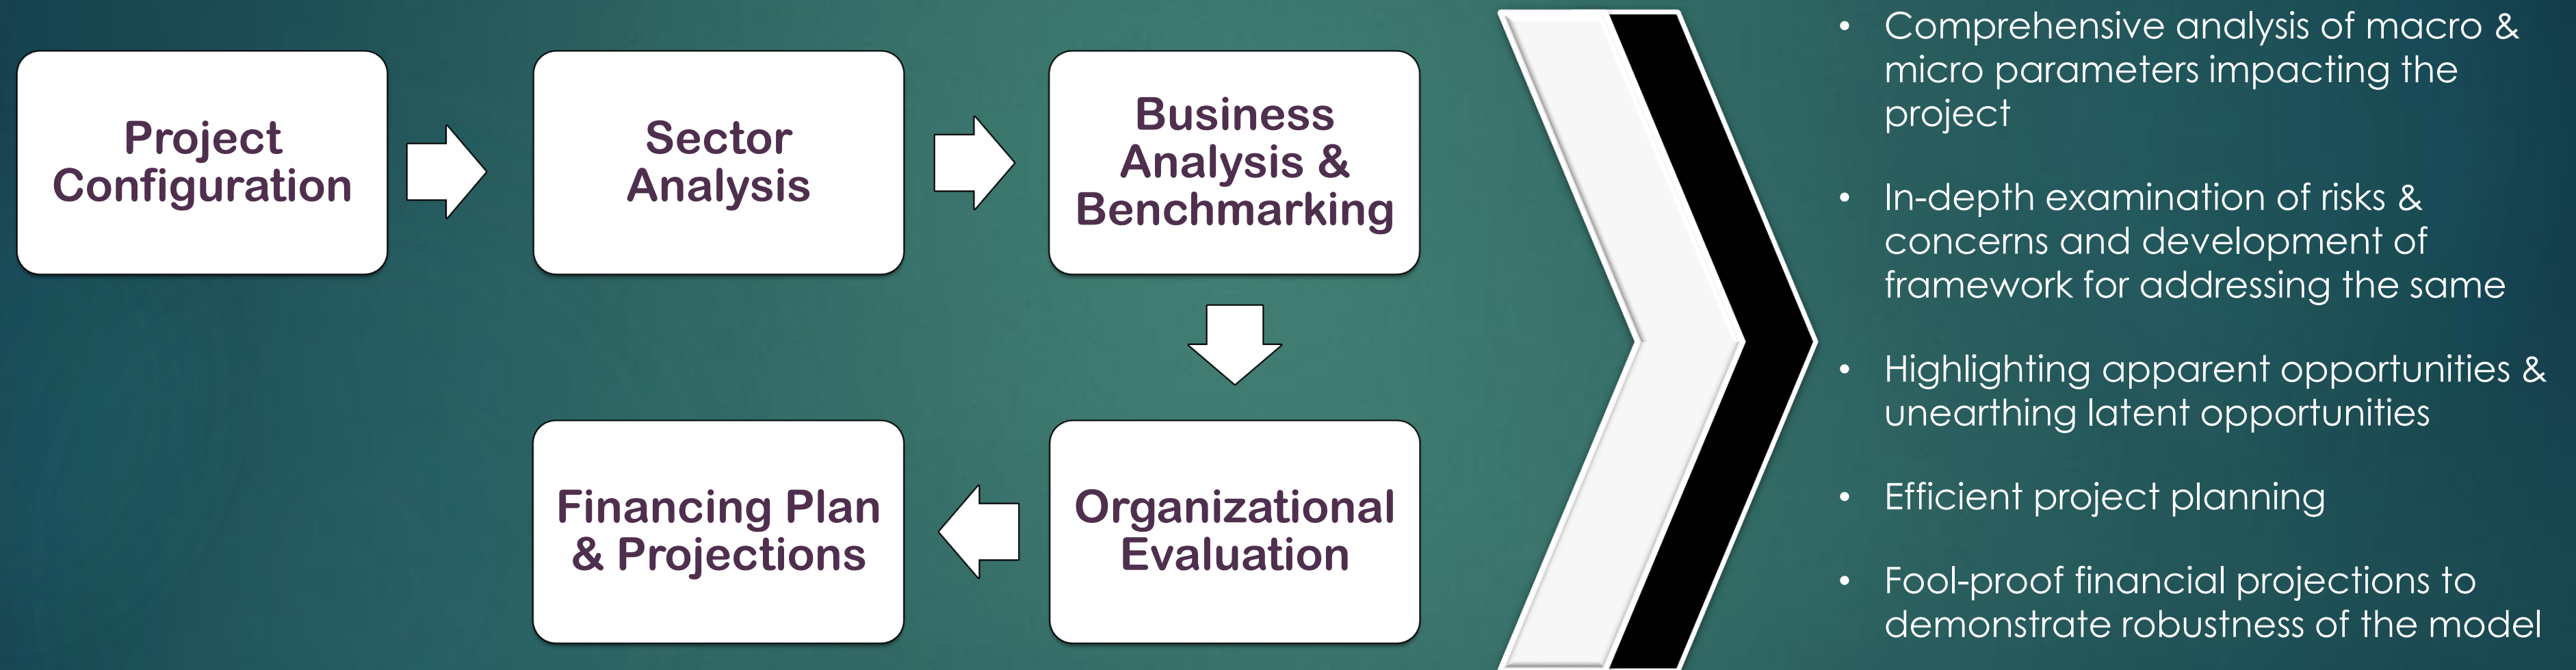 Project
Configuration
Sector
Analysis
Business
Analysis &
Benchmarking
Organizational
Evaluation
Financing Plan
& Projections
• Comprehensive analysis of macro &
micro parameters impacting the
project
• In-depth examination of risks &
concerns and development of
framework for addressing the same
• Highlighting apparent opportunities &
unearthing latent opportunities
• Efficient project planning
• Fool-proof financial projections to
demonstrate robustness of the model